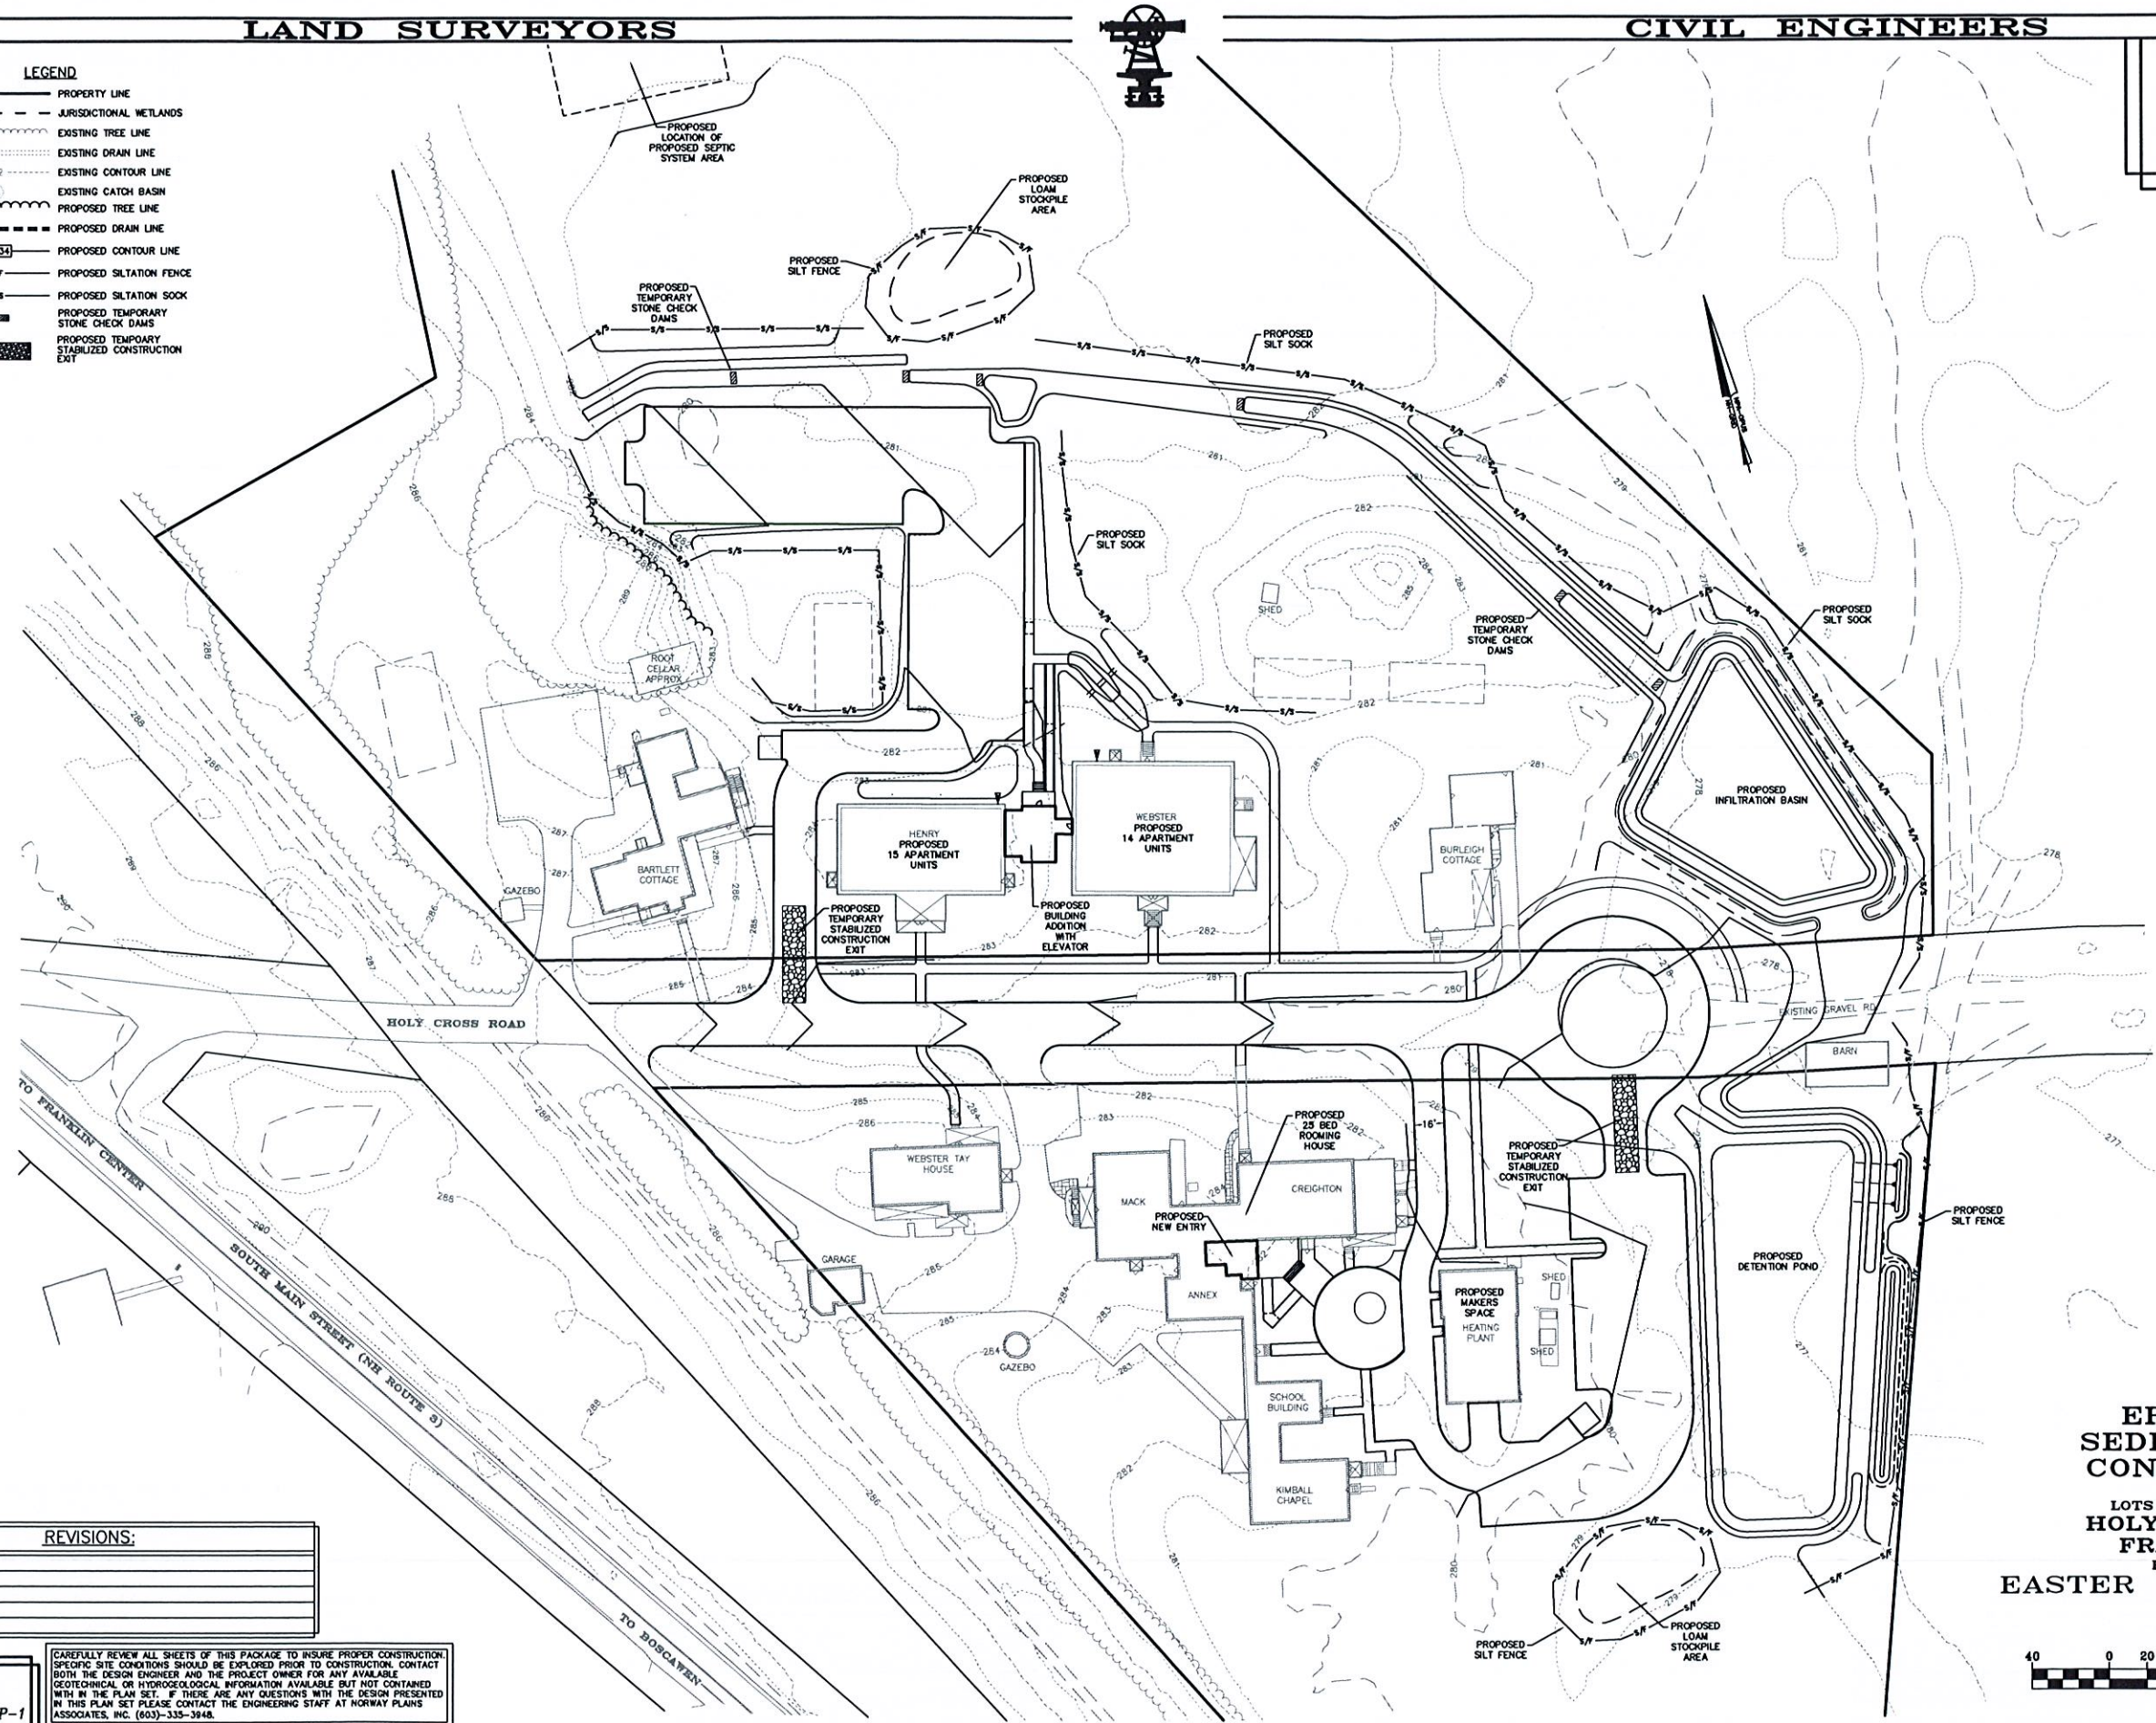 LAND SURVEYORS
CIVIL ENGINEERS
LEGEND
PROPERTY LINE
JURISDICTIONAL WETLANDS
EXISTING TREE LINE
EXISTING DRAIN LINE
EXISTING CONTOUR LINE
EXISTING CATCH BASIN
PROPOSED TREE LINE
PROPOSED DRAIN LINE
PROPOSED CONTOUR LINE
PROPOSED SILTATION FENCE
PROPOSED SILTATION SOCK
PROPOSED TEMPORARY
STONE CHECK DAMS
PROPOSED TEMPOARY
STABILIZED CONSTRUCTION
EXIT
PROPOSED
LOCATION OF
PROPOSED SEPTIC
SYSTEM AREA
PROPOSED
LOAM
STOCKPILE
AREA
PROPOSED
SILT FENCE
PROPOSED
TEMPORARY
STONE CHECK
DAMS
PROPOSED
SILT SOCK
PROPOSED
SILT SOCK
SHED
PROPOSED
TEMPORARY
STONE CHECK
DAMS
PROPOSED
SILT SOCK
ROOT
CELLAR
APPROX
PROPOSED
INFILTRATION BASIN
HENRY
PROPOSED
15 APARTMENT
UNITS
WEBSTER
PROPOSED
14 APARTMENT
UNITS
BURLEIGH
COTTAGE
BARTLETT
COTTAGE
GAZEBO
PROPOSED
TEMPORARY
STABILIZED
CONSTRUCTION
EXIT
PROPOSED
BUILDING
ADDITION
WITH
ELEVATOR
HOLY CROSS ROAD
EXISTING GRAVEL RD
BARN
TO FRANKLIN CENTER
SOUTH MAIN STREET (NH ROUTE 3)
TO BOSCAWEN
WEBSTER TAY
HOUSE
MACK
PROPOSED
25 BED
ROOMING
HOUSE
CREIGHTON
PROPOSED
NEW ENTRY
16'
PROPOSED
TEMPORARY
STABILIZED
CONSTRUCTION
EXIT
PROPOSED
SILT FENCE
PROPOSED
DETENTION POND
GARAGE
ANNEX
GAZEBO
PROPOSED
MAKERS
SPACE
HEATING
PLANT
SHED
SHED
SCHOOL
BUILDING
KIMBALL
CHAPEL
PROPOSED
SILT FENCE
PROPOSED
LOAM
STOCKPILE
AREA
REVISIONS:
CAREFULLY REVIEW ALL SHEETS OF THIS PACKAGE TO INSURE PROPER CONSTRUCTION.
SPECIFIC SITE CONDITIONS SHOULD BE EXPLORED PRIOR TO CONSTRUCTION. CONTACT
BOTH THE DESIGN ENGINEER AND THE PROJECT OWNER FOR ANY AVAILABLE
GEOTECHNICAL OR HYDROGEOLOGICAL INFORMATION AVAILABLE BUT NOT CONTAINED
WITH IN THE PLAN SET. IF THERE ARE ANY QUESTIONS WITH THE DESIGN PRESENTED
IN THIS PLAN SET PLEASE CONTACT THE ENGINEERING STAFF AT NORWAY PLAINS
ASSOCIATES, INC. (603)-335-3948.
P-1
LOTS
HOLY
EASTER
40 0 20